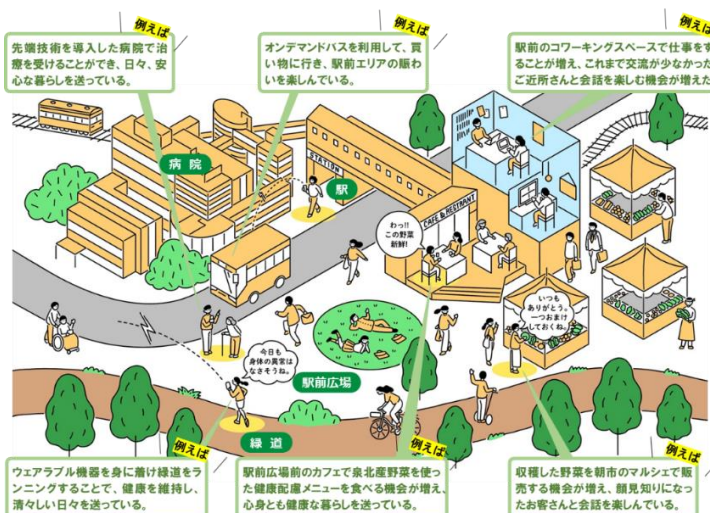 例えば
先端技術を導入した病院で治
療を受けることができ、日々、安
心な暮らしを送っている。
例えば
オンデマンドバスを利用して、買
い物に行き、駅前エリアの賑わ
いを楽しんでいる。
例えば
駅前のコワーキングスペースで仕事をす
ることが増え、これまで交流が少なかった
ご近所さんと会話を楽しむ機会が増えた
病院
STATION
駅
CAFE & RESTRANT
わっ!!
この野菜
新鮮!
いつも
ありがとう。
一つおまけ
しておくね。
今日も
身体の異常は
なさそうね。
駅前広場
緑道
例えば
ウェアラブル機器を身に着け緑道をラ
ンニングすることで、健康を維持し、
清々しい日々を送っている。
例えば
駅前広場前のカフェで泉北産野菜を使っ
た健康配慮メニューを食べる機会が増え、
心身とも健康な暮らしを送っている。
例えば
収穫した野菜を朝市のマルシェで販
売する機会が増え、顔見知りになっ
たお客さんと会話を楽しんでいる。